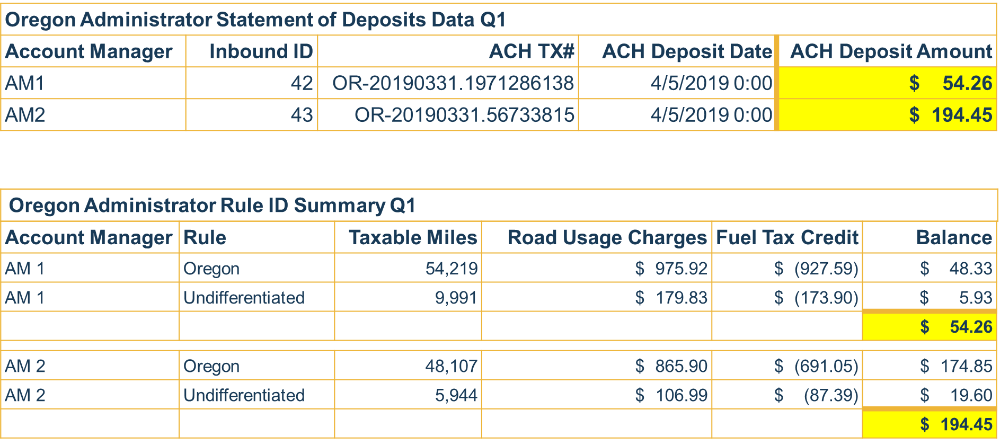 Oregon Administrator Statement of Deposits Data Q1
Account Manager Inbound ID ACH TX# ACH Deposit Date ACH Deposit Amount
AM1 42 OR-20190331.1971286138 4/5/2019 0:00 $ 54.26
AM2 43 OR-20190331.56733815 4/5/2019 0:00 $ 194.45
Oregon Administrator Rule ID Summary Q1
Account Manager Rule Taxable Miles Road Usage Charges Fuel Tax Credit Balance
AM 1 Oregon 54,219 $ 975.92 $ (927.59) $ 48.33
AM 1 Undifferentiated 9,991 $ 179.83 $ (173.90) $ 5.93
$ 54.26
AM 2 Oregon 48,107 $ 865.90 $ (691.05) $ 174.85
AM 2 Undifferentiated 5,944 $ 106.99 $ (87.39) $ 19.60
$ 194.45